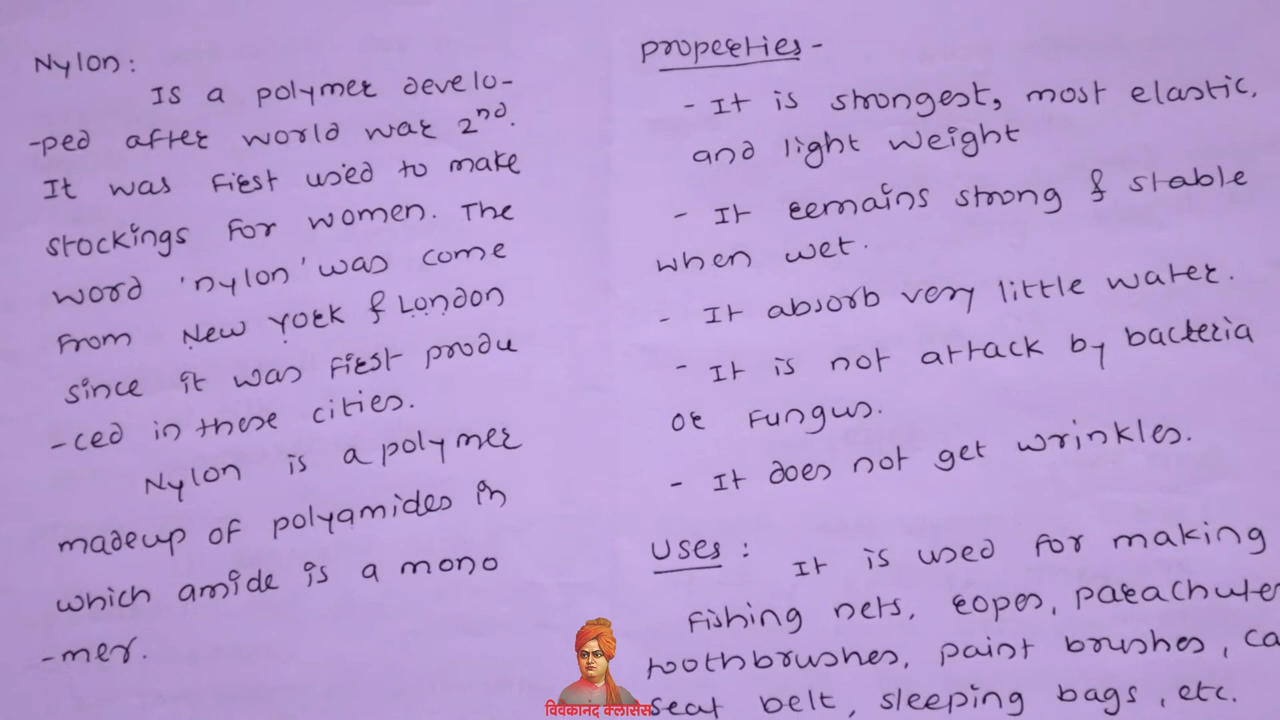 Nylon:
Is a polymer develo-
-ped after world war 2nd.
It was first used to make
stockings for women. The
word 'nylon' was come
from New York & London
since it was first produ
-ced in these cities.
Nylon is a polymer
madeup of polyamides in
which amide is a mono
-mer.
properties -
- It is strongest, most elastic,
and light weight
- It remains strong & stable
when wet.
- It absorb very little water.
- It is not attack by bacteria
or fungus.
- It does not get wrinkles.
Uses : It is used for making
fishing nets, ropes, parachutes
toothbrushes, paint brushes, ca
seat belt, sleeping bags, etc.
विवेकानंद क्लासेस